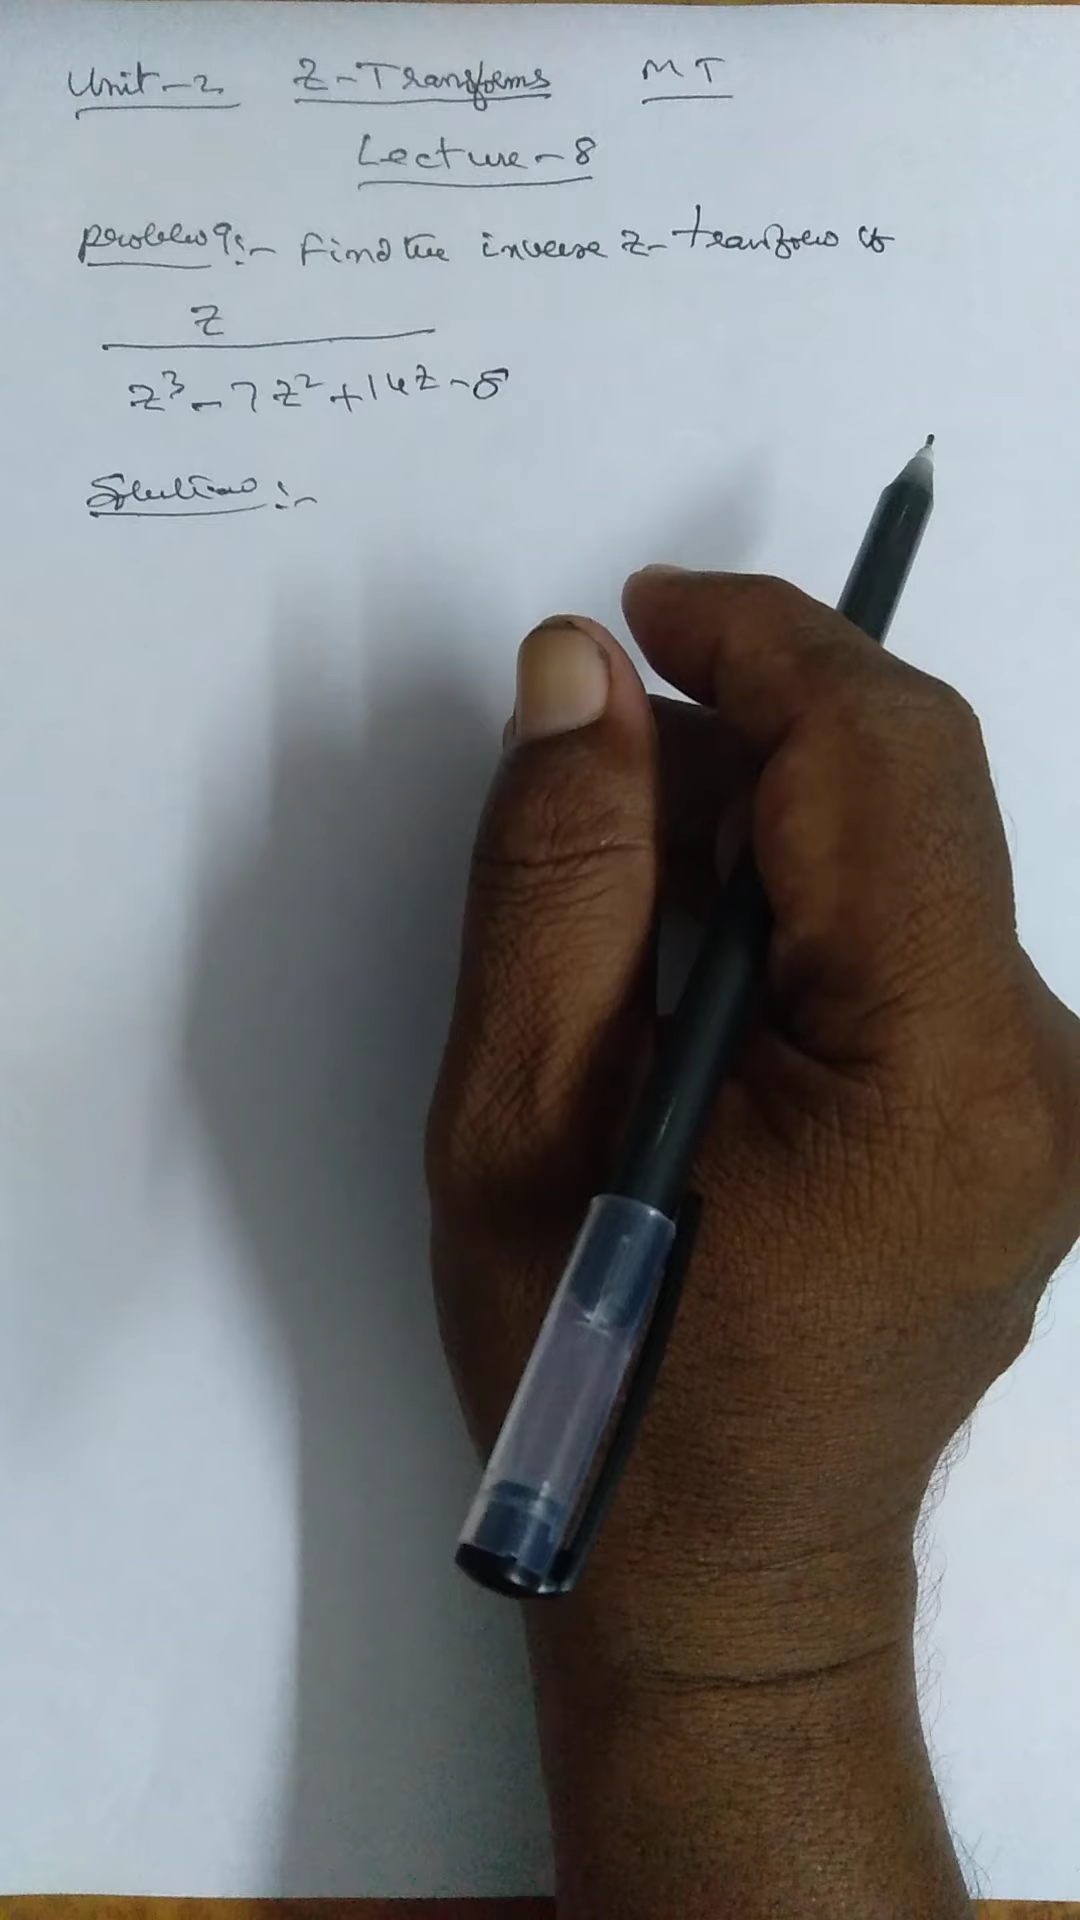 Unit-2 Z-Transforms MT
Lecture-8
Problem 9:- Find the inverse Z-transform of
z
z³-7z²+14z-8
Solution:-